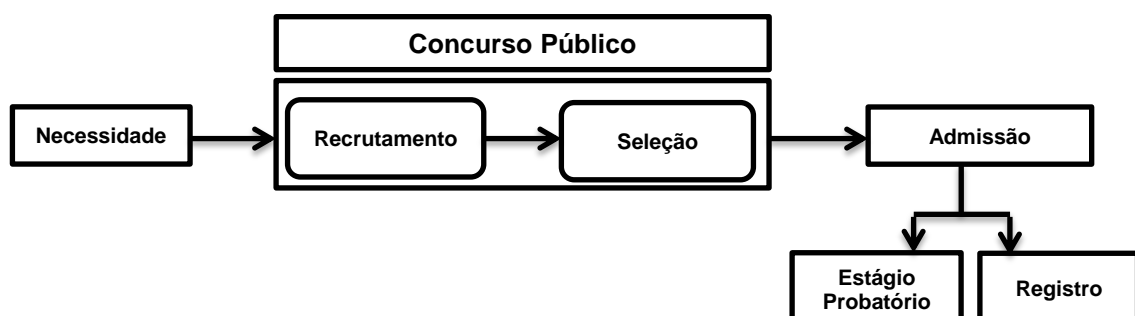 Concurso Público
Necessidade
Recrutamento
Seleção
Admissão
Estágio
Probatório
Registro